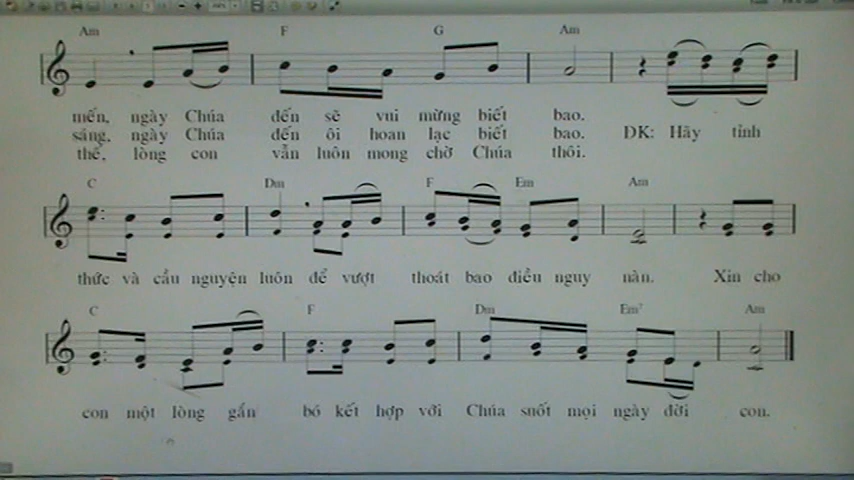 Am F G Am
mến, ngày Chúa đến sẽ vui mừng biết bao.
sáng, ngày Chúa đến ôi hoan lạc biết bao. ĐK: Hãy tỉnh
thế, lòng con vẫn luôn mong chờ Chúa thôi.
C Dm F Em Am
thức và cầu nguyện luôn để vượt thoát bao điều nguy nàn. Xin cho
C F Dm Em7 Am
con một lòng gắn bó kết hợp với Chúa suốt mọi ngày đời con.